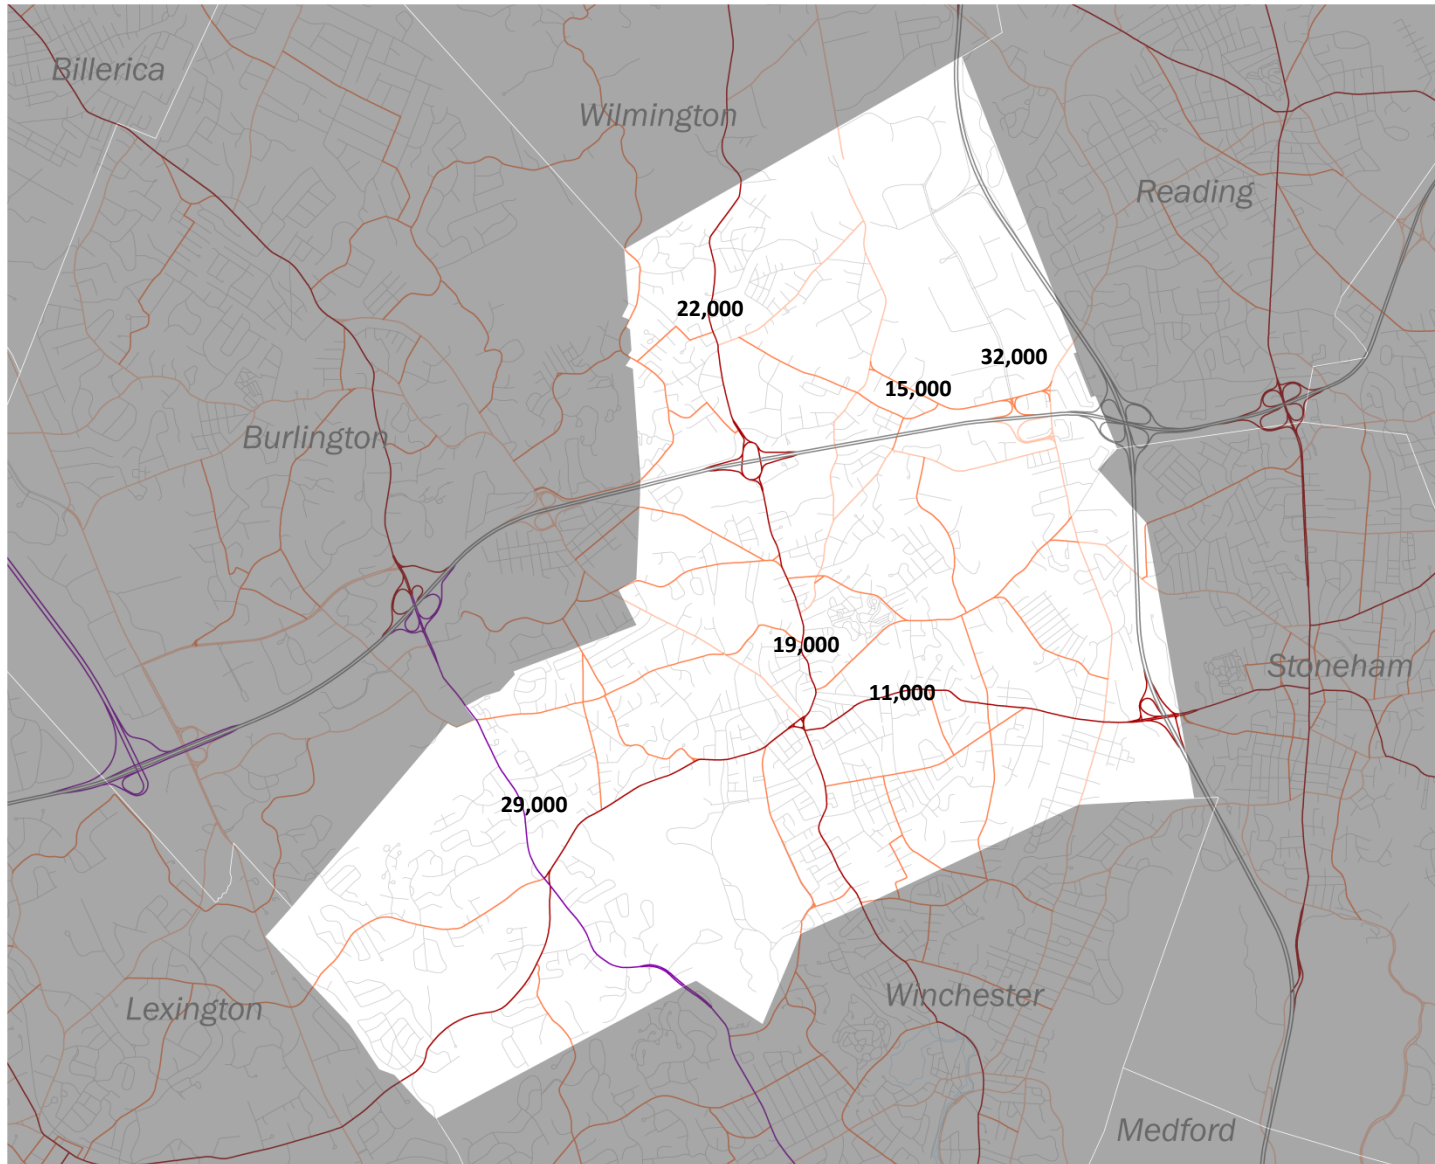 Billerica
Wilmington
Reading
22,000
32,000
15,000
Burlington
19,000
Stoneham
11,000
29,000
Winchester
Lexington
Medford